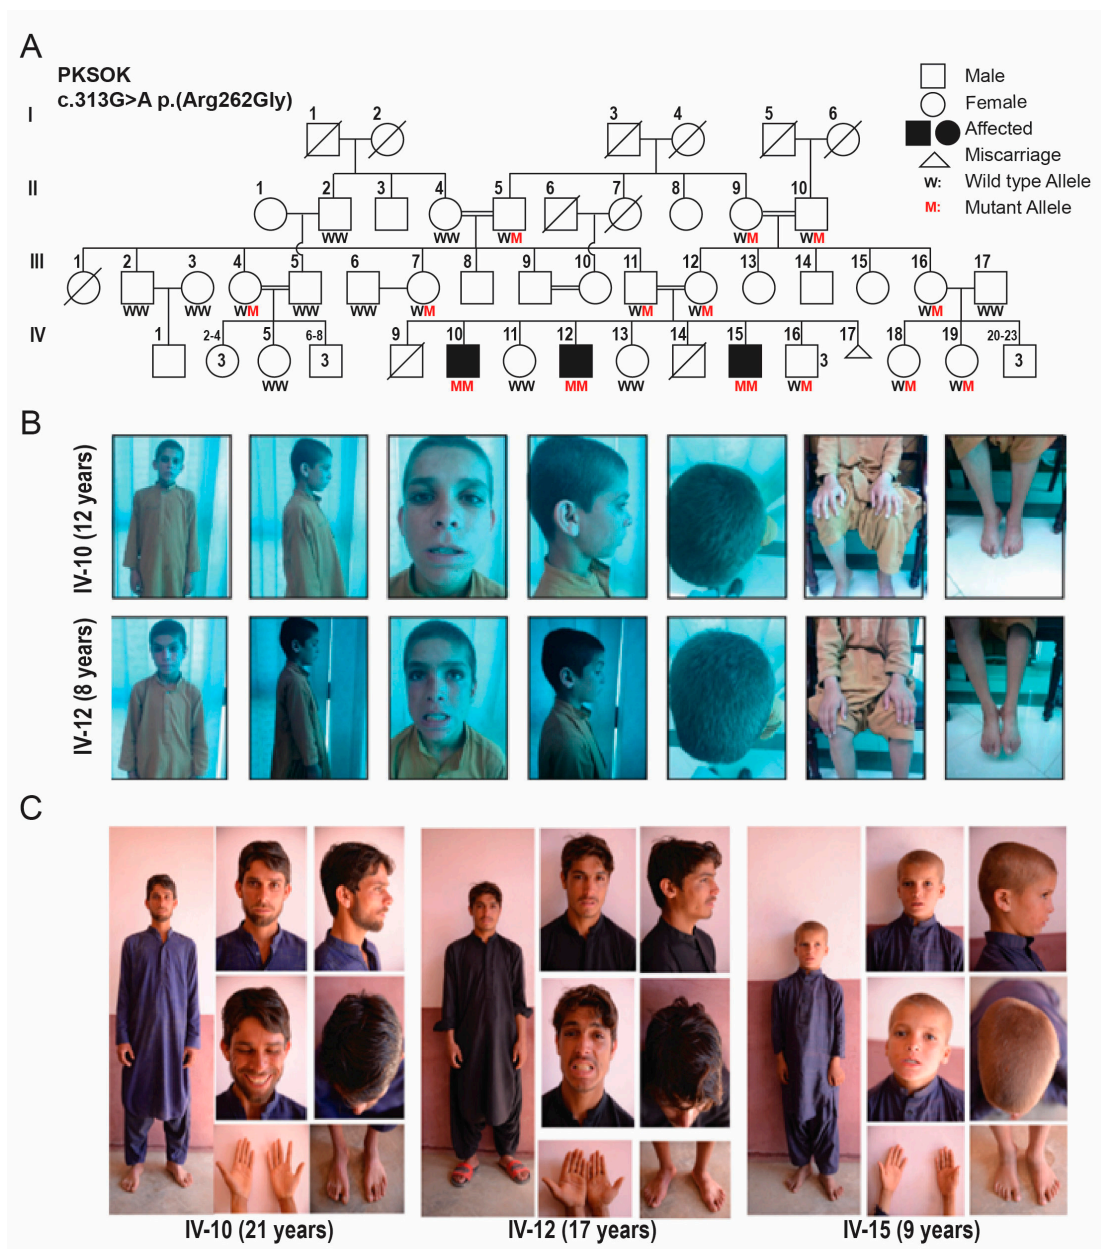 A
PKSOK
c.313G>A p.(Arg262Gly)
Male
Female
Affected
Miscarriage
W: Wild type Allele
M: Mutant Allele
I
1 2 3 4 5 6
II
1 2 3 4 5 6 7 8 9 10
WW WW WM WM WM
III
1 2 3 4 5 6 7 8 9 10 11 12 13 14 15 16 17
WW WW WM WW WM WM WM WM WW
IV
1 2-4 5 6-8 9 10 11 12 13 14 15 16 17 18 19 20-23
3 3 3 3
WW MM WW MM WW MM WM WM WM
B
IV-10 (12 years)
IV-12 (8 years)
C
IV-10 (21 years) IV-12 (17 years) IV-15 (9 years)